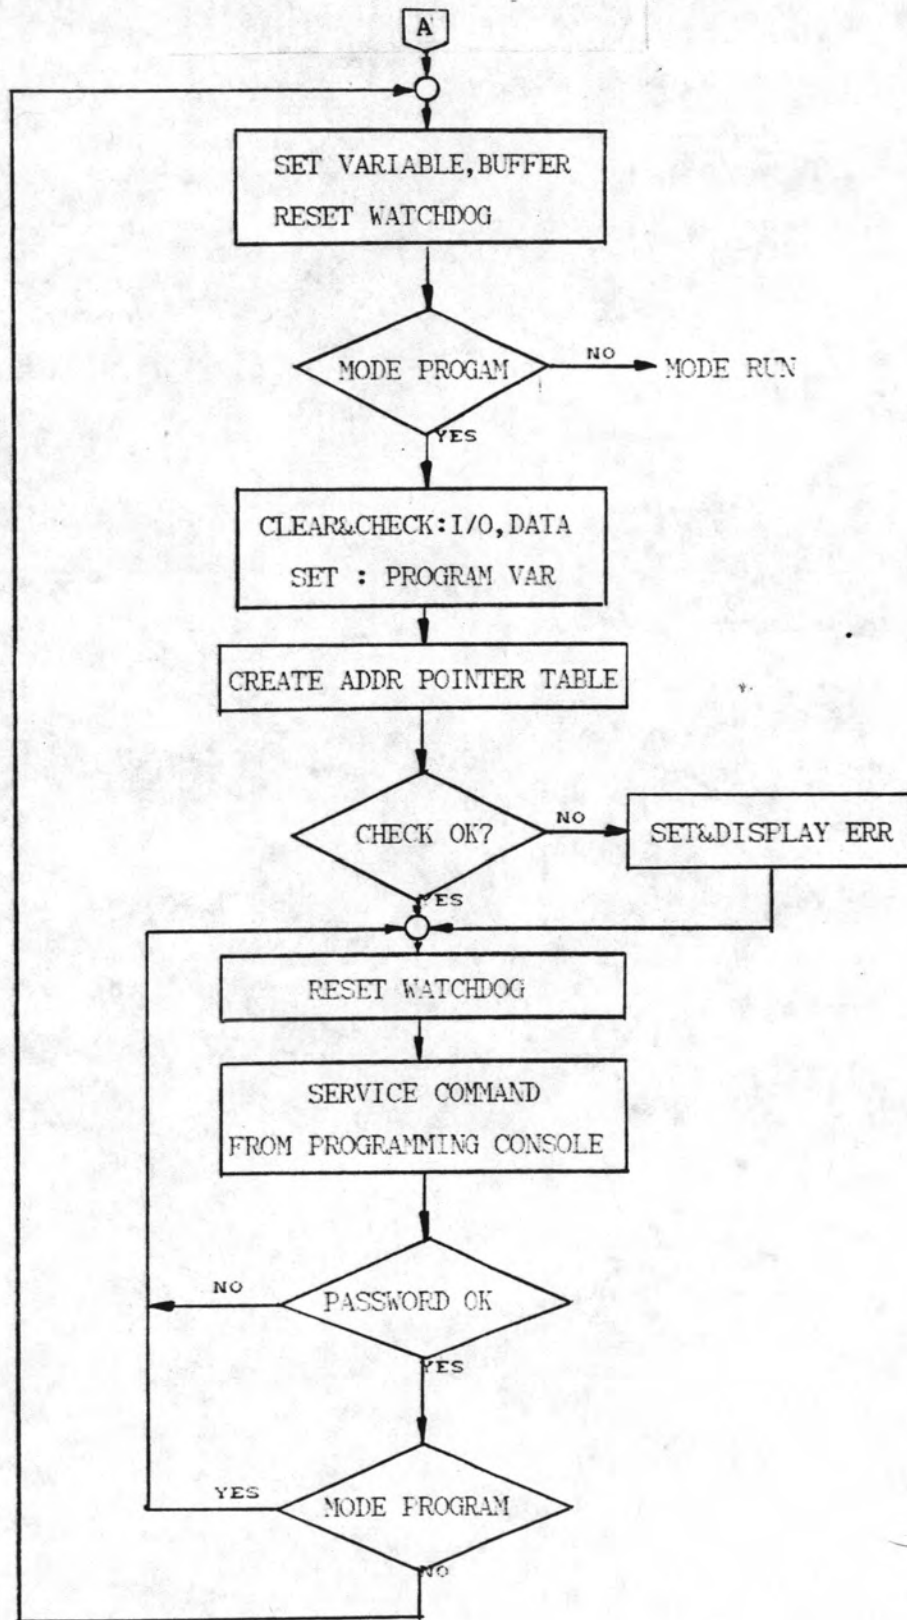 A
SET VARIABLE,BUFFER
RESET WATCHDOG
MODE PROGAM
NO
MODE RUN
YES
CLEAR&CHECK:I/O,DATA
SET : PROGRAM VAR
CREATE ADDR POINTER TABLE
CHECK OK?
NO
SET&DISPLAY ERR
YES
RESET WATCHDOG
SERVICE COMMAND
FROM PROGRAMMING CONSOLE
NO
PASSWORD OK
YES
YES
MODE PROGRAM
NO